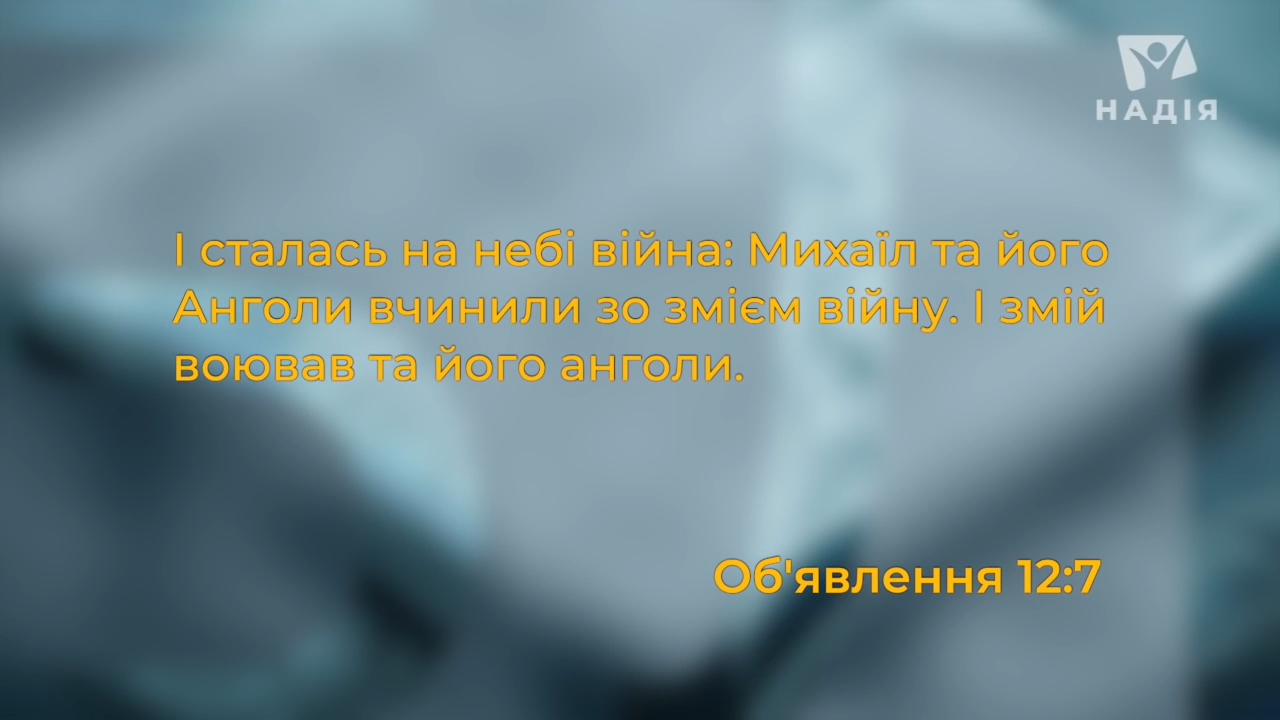 НАДІЯ
І сталась на небі війна: Михаїл та його
Анголи вчинили зо змієм війну. І змій
воював та його анголи.
Об'явлення 12:7